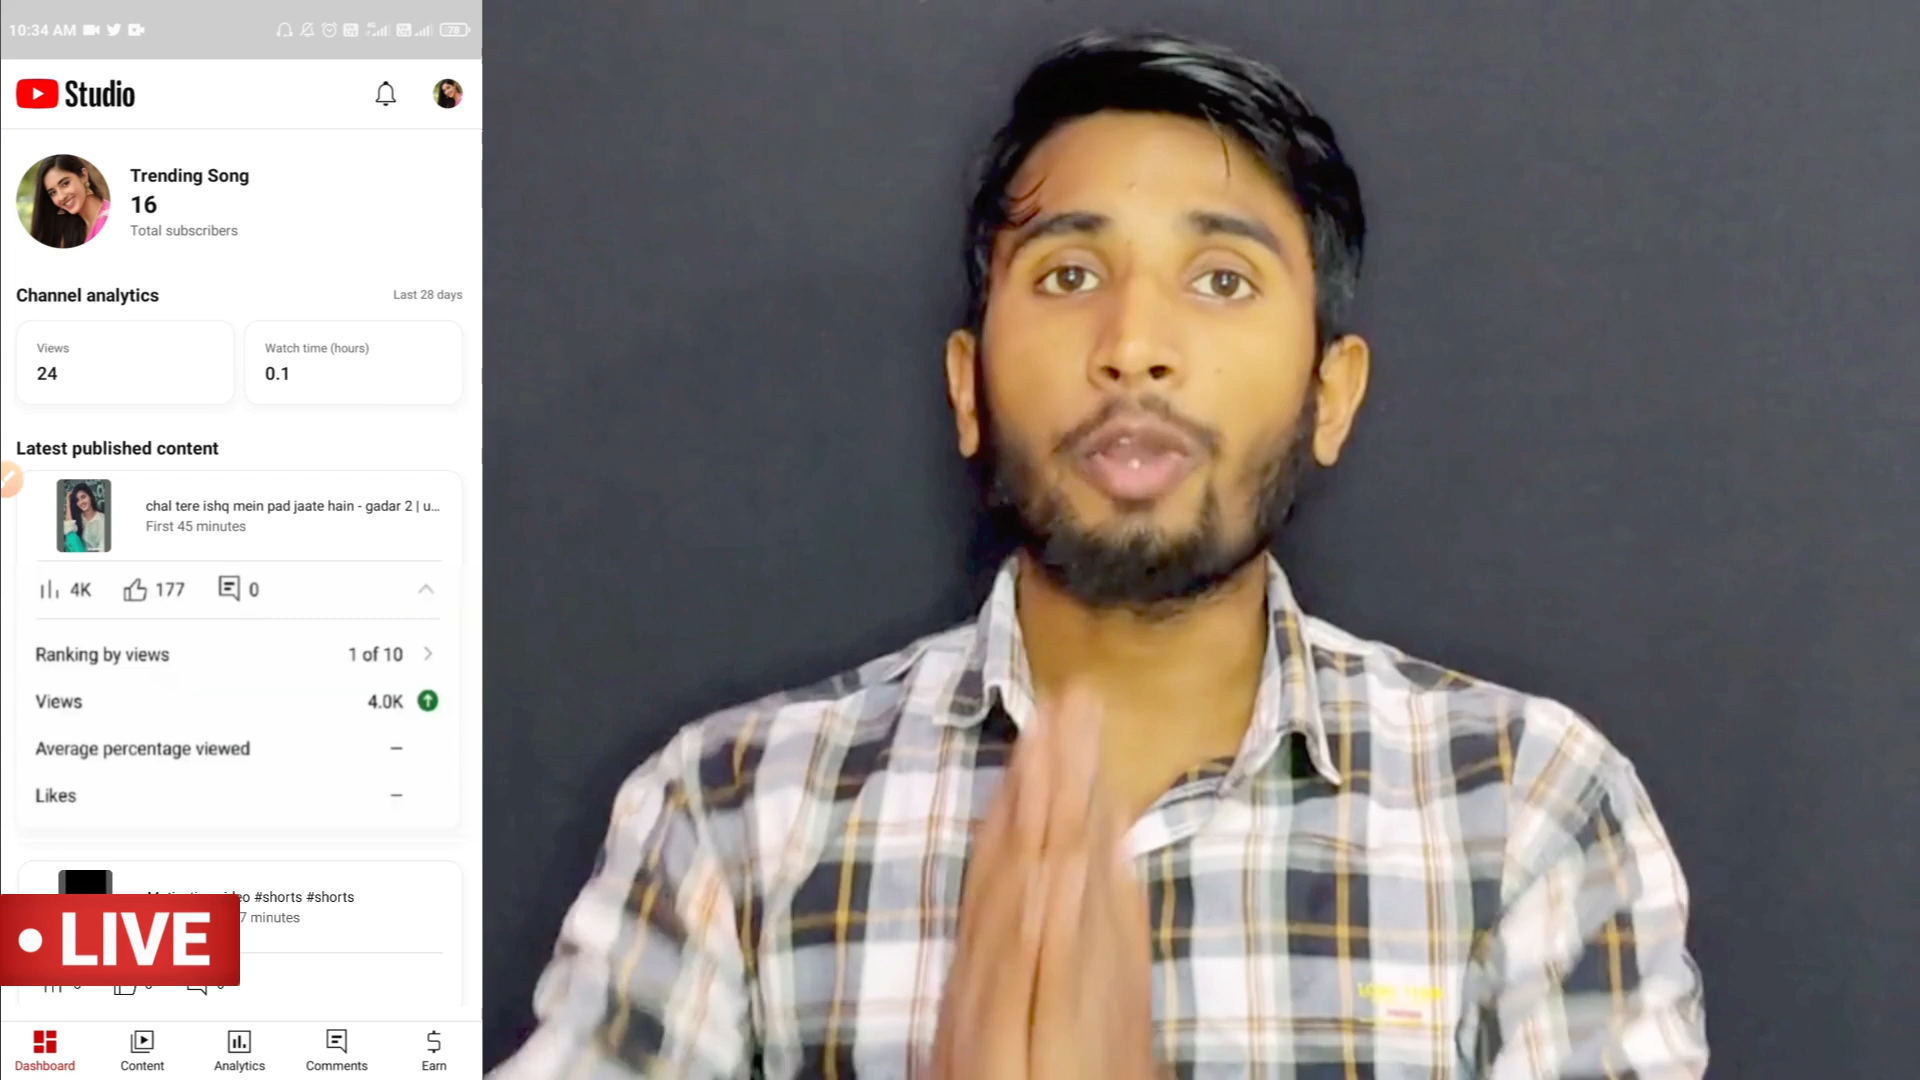 10:34 AM
78
Studio
Trending Song
16
Total subscribers
Channel analytics
Last 28 days
Views
24
Watch time (hours)
0.1
Latest published content
chal tere ishq mein pad jaate hain - gadar 2 | u...
First 45 minutes
4K 177 0
Ranking by views 1 of 10
Views 4.0K
Average percentage viewed —
Likes —
#shorts #shorts
7 minutes
LIVE
Dashboard
Content
Analytics
Comments
Earn